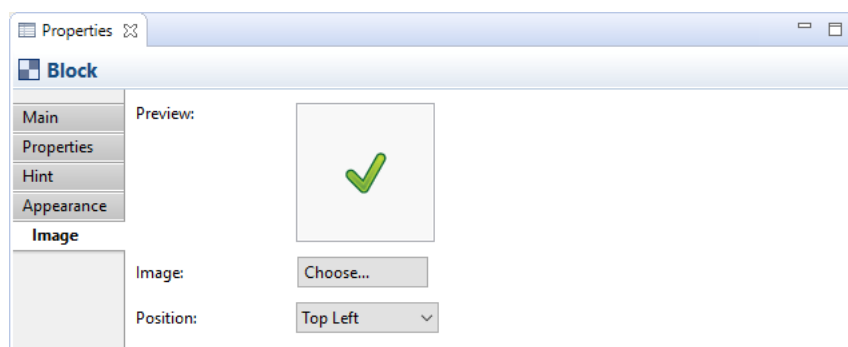 Properties
Block
Main
Properties
Hint
Appearance
Image
Preview:
Image:
Choose...
Position:
Top Left